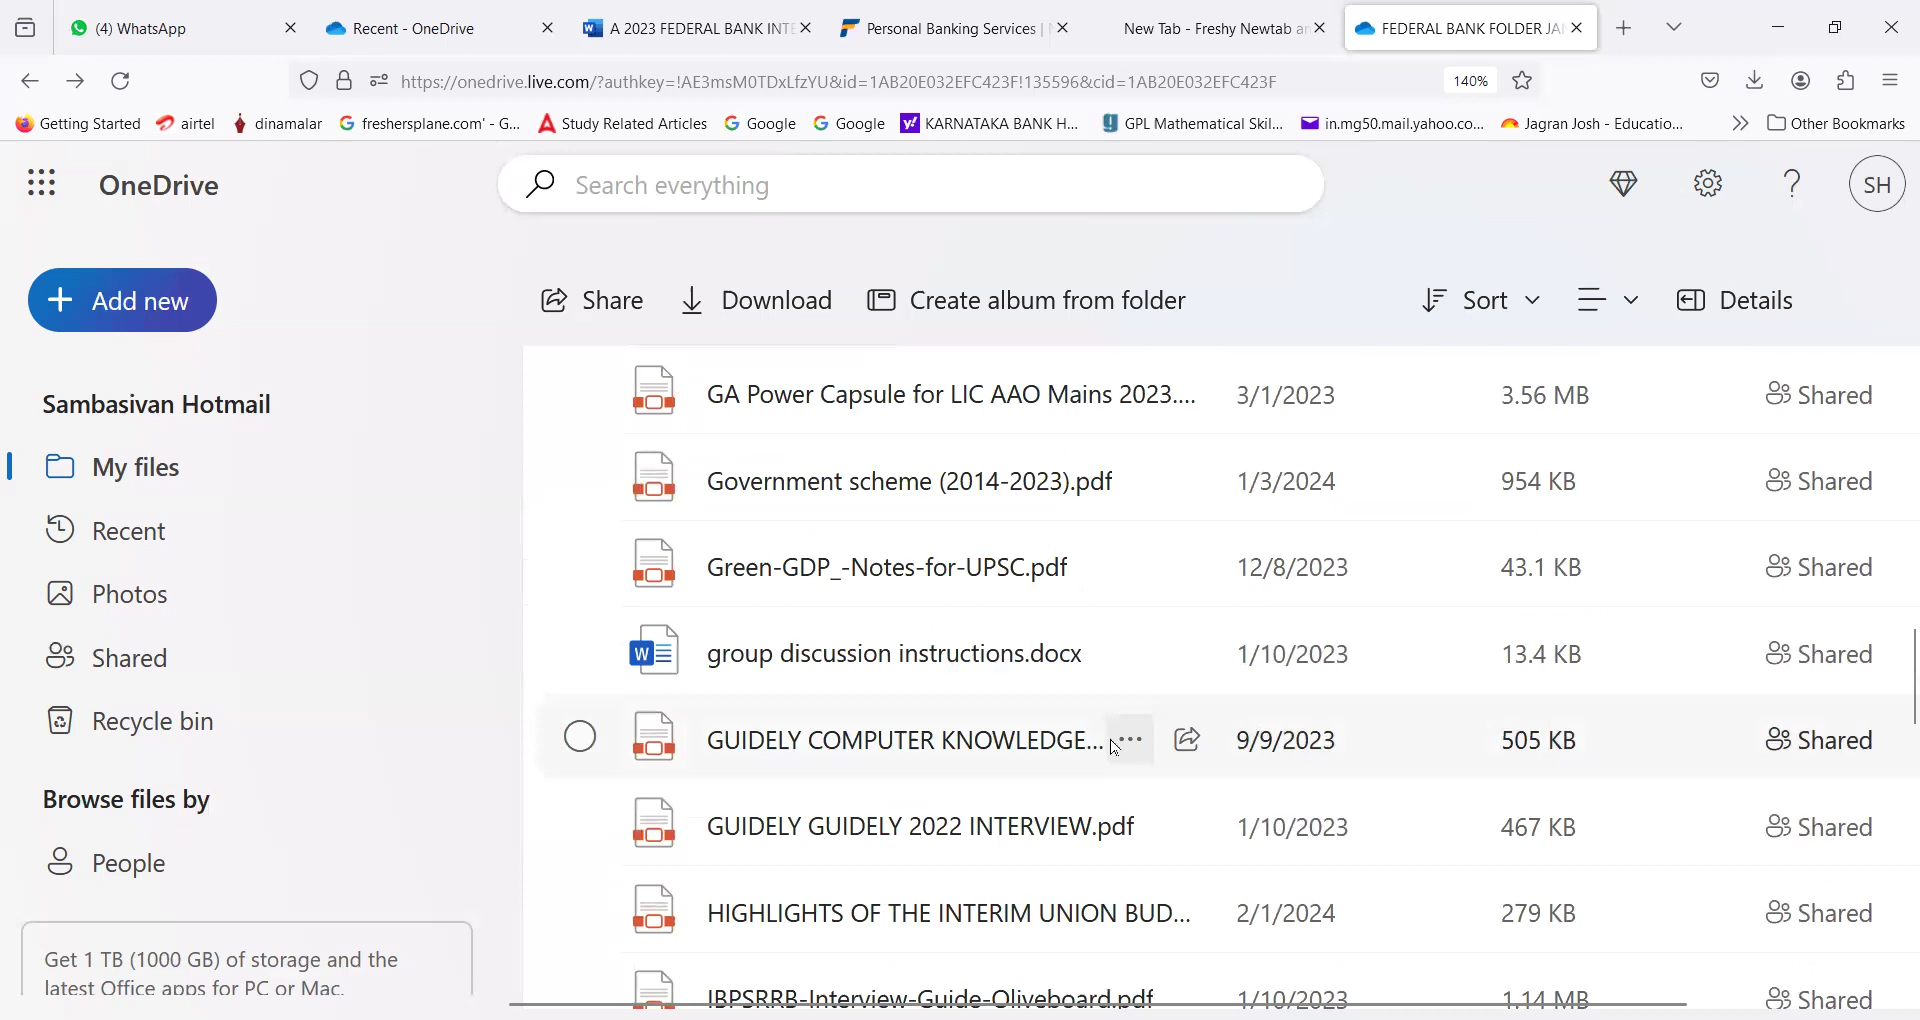 (4) WhatsApp
Recent - OneDrive
A 2023 FEDERAL BANK INTE
Personal Banking Services |
New Tab - Freshy Newtab an
FEDERAL BANK FOLDER JA
https://onedrive.live.com/?authkey=!AE3msM0TDxLfzYU&id=1AB20E032EFC423F!135596&cid=1AB20E032EFC423F
140%
Getting Started
airtel
dinamalar
freshersplane.com' - G...
Study Related Articles
Google
Google
KARNATAKA BANK H...
GPL Mathematical Skil...
in.mg50.mail.yahoo.co...
Jagran Josh - Educatio...
Other Bookmarks
OneDrive
Search everything
SH
Add new
Share
Download
Create album from folder
Sort
Details
Sambasivan Hotmail
My files
Recent
Photos
Shared
Recycle bin
Browse files by
People
Get 1 TB (1000 GB) of storage and the
latest Office apps for PC or Mac.
GA Power Capsule for LIC AAO Mains 2023.... 3/1/2023 3.56 MB Shared
Government scheme (2014-2023).pdf 1/3/2024 954 KB Shared
Green-GDP_-Notes-for-UPSC.pdf 12/8/2023 43.1 KB Shared
group discussion instructions.docx 1/10/2023 13.4 KB Shared
GUIDELY COMPUTER KNOWLEDGE... 9/9/2023 505 KB Shared
GUIDELY GUIDELY 2022 INTERVIEW.pdf 1/10/2023 467 KB Shared
HIGHLIGHTS OF THE INTERIM UNION BUD... 2/1/2024 279 KB Shared
IBPSRRB-Interview-Guide-Oliveboard.pdf 1/10/2023 1.14 MB Shared